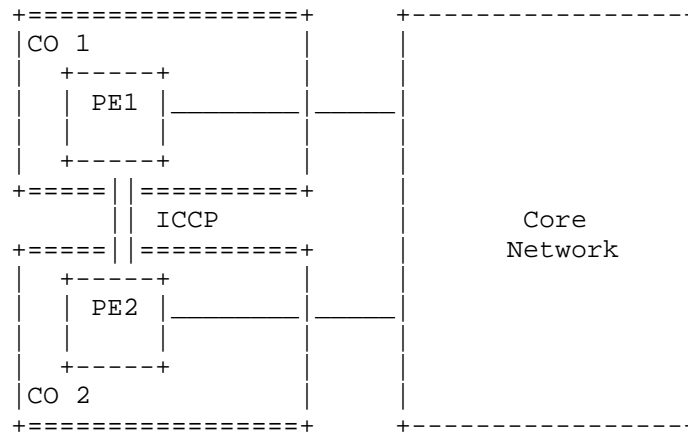 CO 1
PE1
ICCP
Core
Network
PE2
CO 2